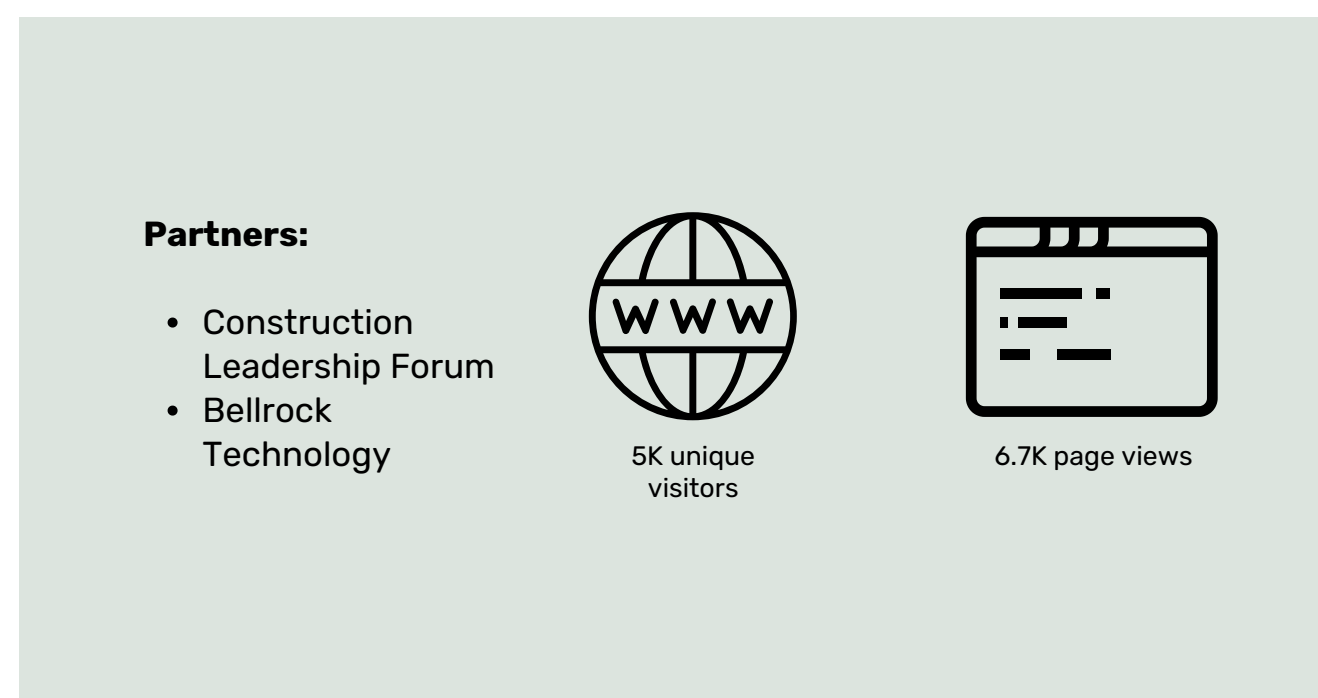 Partners:
• Construction
Leadership Forum
• Bellrock
Technology
WWW
5K unique
visitors
6.7K page views